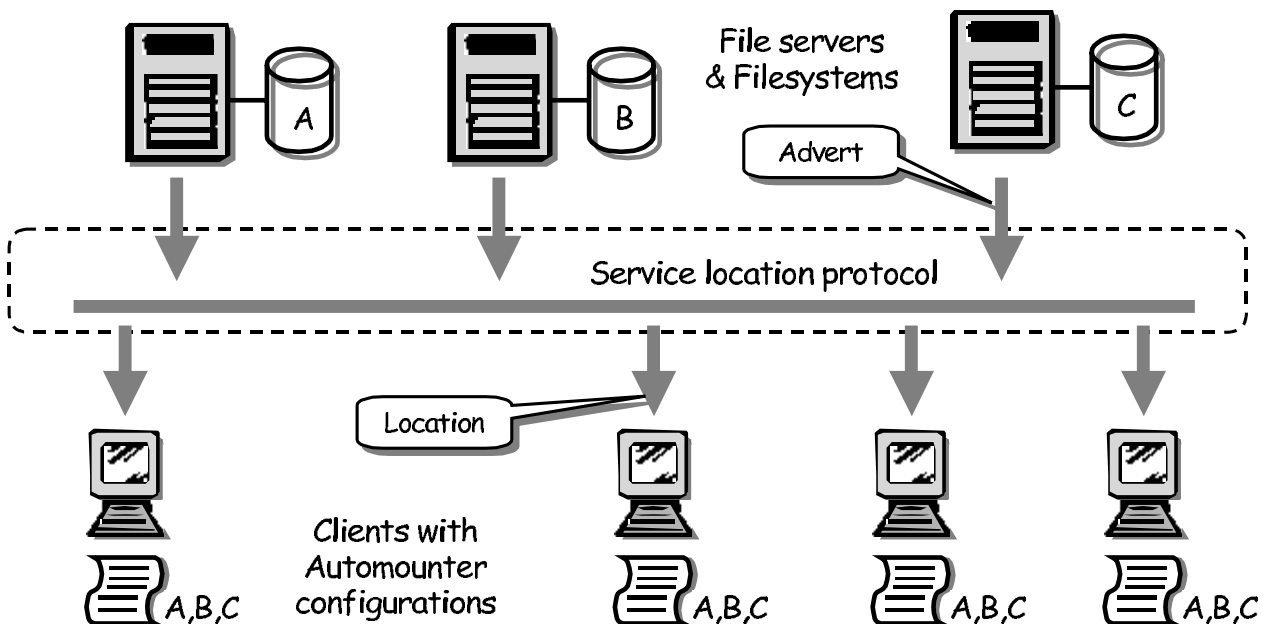 File servers
& Filesystems
A
B
C
Advert
Service location protocol
Location
Clients with
Automounter
configurations
A,B,C
A,B,C
A,B,C
A,B,C